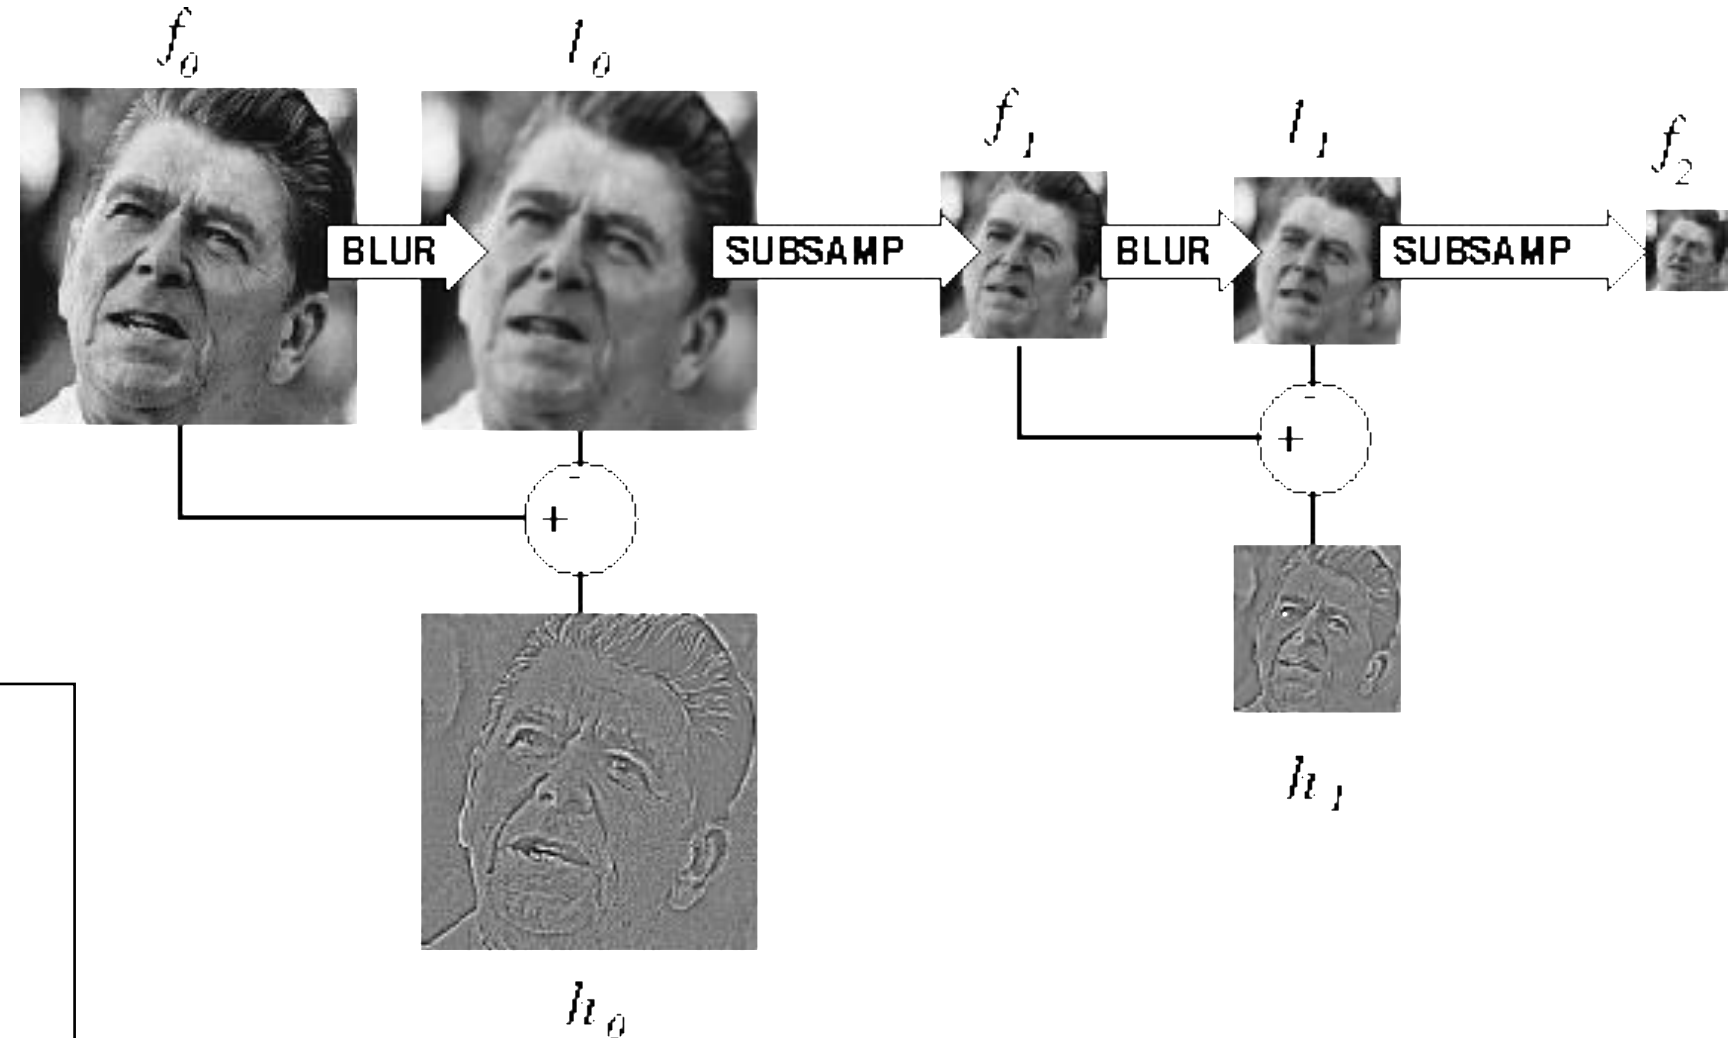 f0 l0
f1 l1
f2
BLUR SUBSAMP BLUR SUBSAMP
-
+
-
+
h1
h0